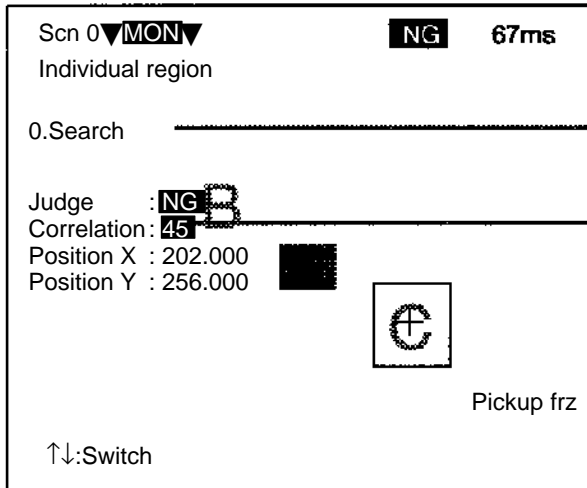 Scn 0▼MON▼ NG 67ms
Individual region
0.Search
Judge :NG B
Correlation:45
Position X : 202.000
Position Y : 256.000
C
Pickup frz
↑↓:Switch